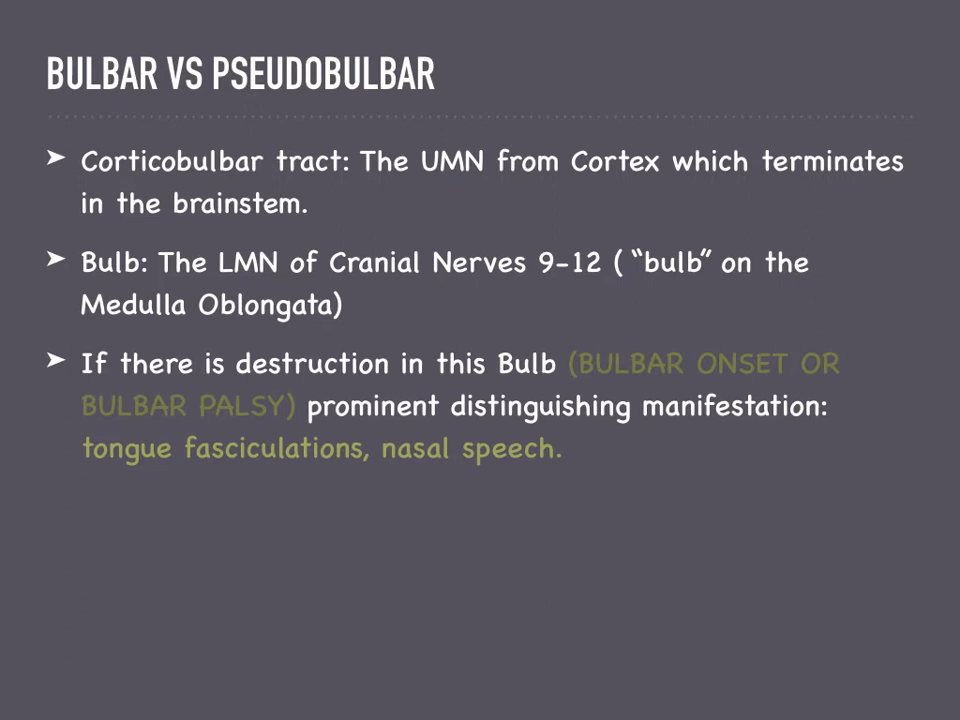 BULBAR VS PSEUDOBULBAR
➤ Corticobulbar tract: The UMN from Cortex which terminates
in the brainstem.
➤ Bulb: The LMN of Cranial Nerves 9-12 ( “bulb” on the
Medulla Oblongata)
➤ If there is destruction in this Bulb (BULBAR ONSET OR
BULBAR PALSY) prominent distinguishing manifestation:
tongue fasciculations, nasal speech.